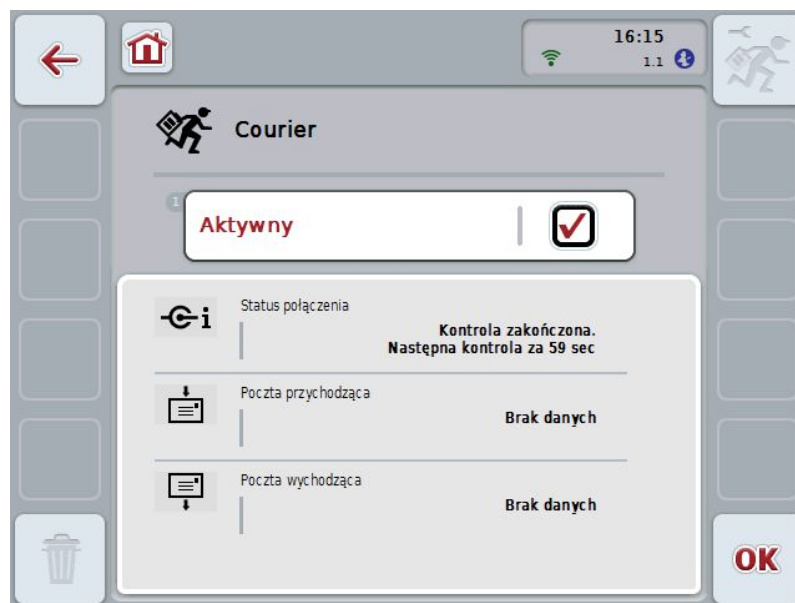 16:15
1.1
Courier
1
Aktywny
Status połączenia
Kontrola zakończona.
Następna kontrola za 59 sec
Poczta przychodząca
Brak danych
Poczta wychodząca
Brak danych
OK